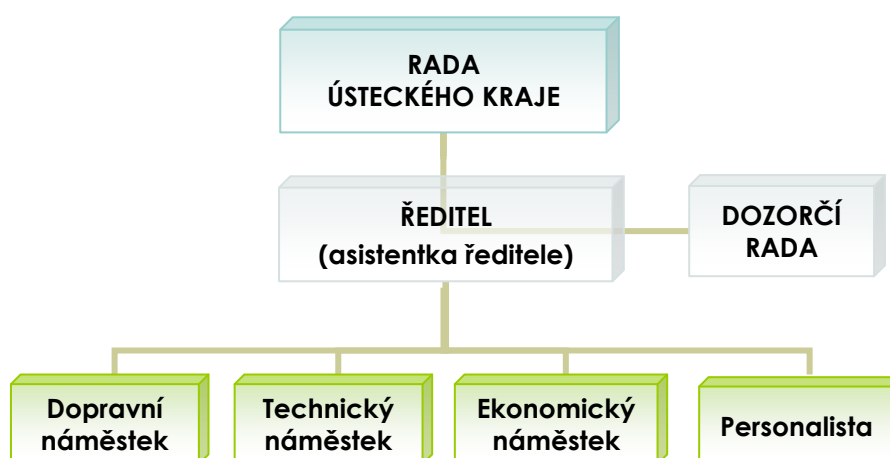 RADA
ÚSTECKÉHO KRAJE
ŘEDITEL
(asistentka ředitele)
DOZORČÍ
RADA
Dopravní
náměstek
Technický
náměstek
Ekonomický
náměstek
Personalista